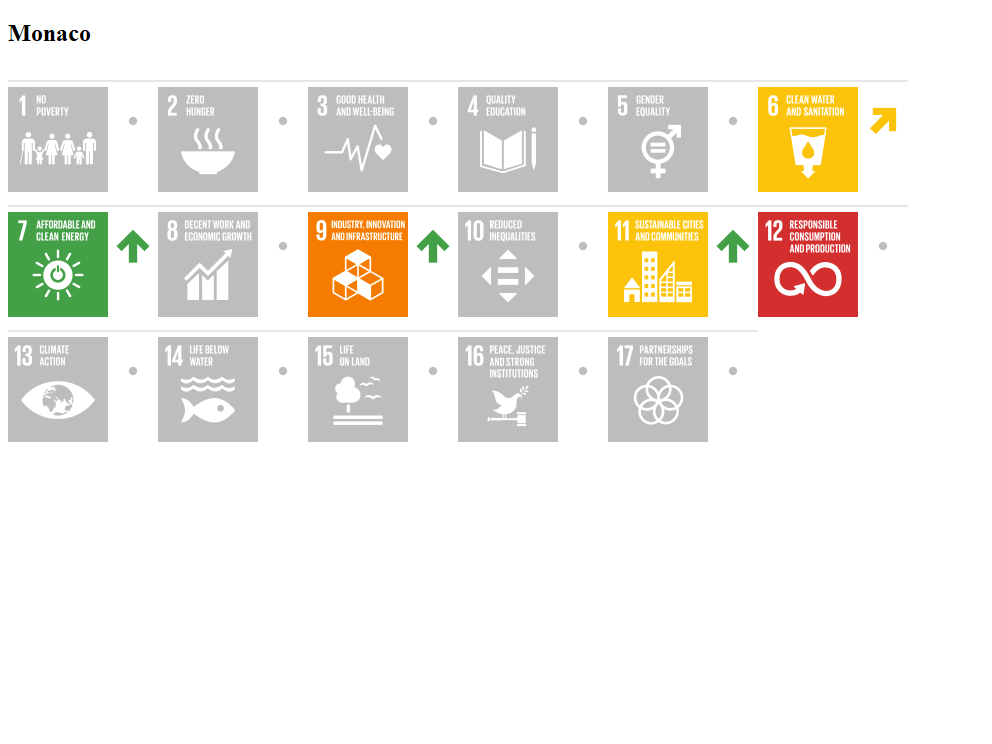 Monaco
1 NO
POVERTY
2 ZERO
HUNGER
3 GOOD HEALTH
AND WELL-BEING
4 QUALITY
EDUCATION
5 GENDER
EQUALITY
6 CLEAN WATER
AND SANITATION
7 AFFORDABLE AND
CLEAN ENERGY
8 DECENT WORK AND
ECONOMIC GROWTH
9 INDUSTRY, INNOVATION
AND INFRASTRUCTURE
10 REDUCED
INEQUALITIES
11 SUSTAINABLE CITIES
AND COMMUNITIES
12 RESPONSIBLE
CONSUMPTION
AND PRODUCTION
13 CLIMATE
ACTION
14 LIFE BELOW
WATER
15 LIFE
ON LAND
16 PEACE, JUSTICE
AND STRONG
INSTITUTIONS
17 PARTNERSHIPS
FOR THE GOALS